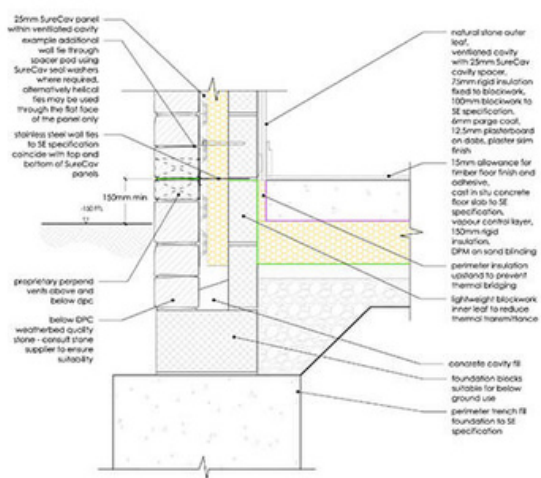 25mm SureCav panel
within ventilated cavity
example additional
wall tie through
spacer pod using
SureCav seal washers
where required,
alternatively helical
ties may be used
through the flat face
of the panel only
stainless steel wall ties
to SE specification
coincide with top and
bottom of SureCav
panels
150mm min
-150 FFL
proprietary perpend
vents above and
below dpc
below DPC
weatherbed quality
stone - consult stone
supplier to ensure
suitability
natural stone outer
leaf,
ventilated cavity
with 25mm SureCav
cavity spacer,
75mm rigid insulation
fixed to blockwork,
100mm blockwork to
SE specification,
6mm parge coat,
12.5mm plasterboard
on dabs, plaster skim
finish
15mm allowance for
timber floor finish and
adhesive,
cast in situ concrete
floor slab to SE
specification,
vapour control layer,
150mm rigid
insulation,
DPM on sand blinding
perimeter insulation
upstand to prevent
thermal bridging
lightweight blockwork
inner leaf to reduce
thermal transmittance
concrete cavity fill
foundation blocks
suitable for below
ground use
perimeter trench fill
foundation to SE
specification